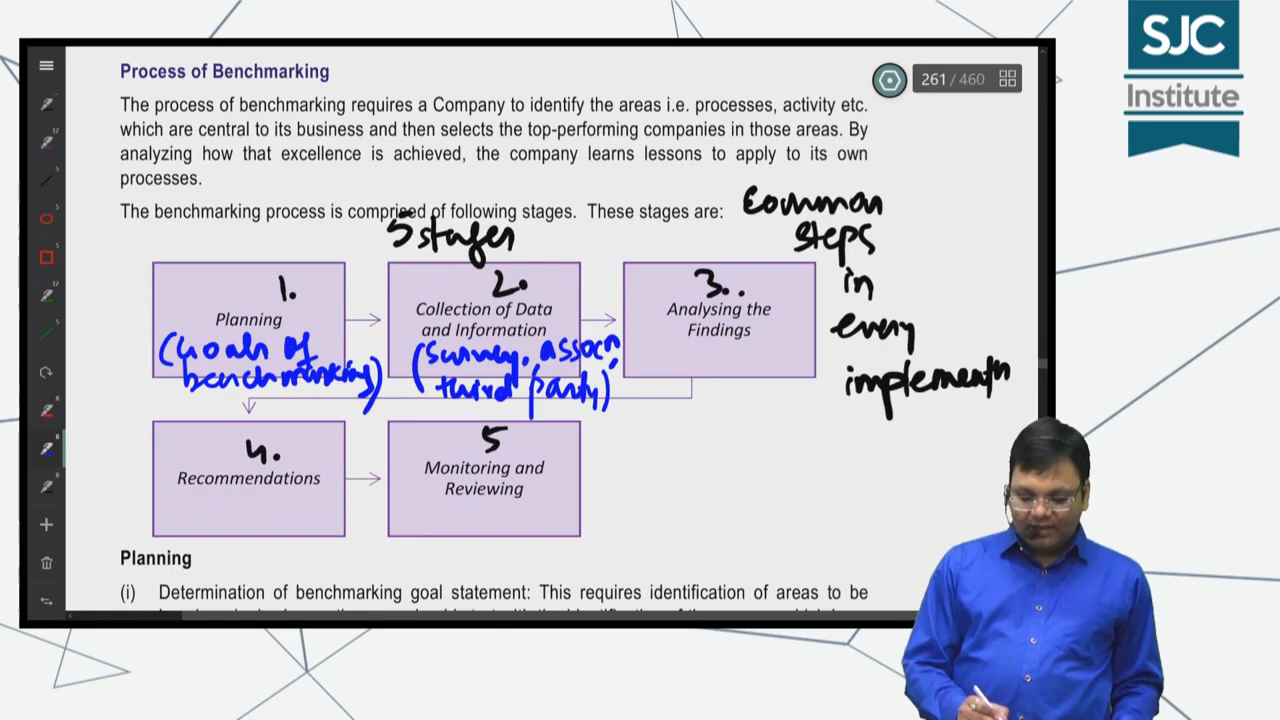 SJC
Institute
261 / 460
Process of Benchmarking
The process of benchmarking requires a Company to identify the areas i.e. processes, activity etc.
which are central to its business and then selects the top-performing companies in those areas. By
analyzing how that excellence is achieved, the company learns lessons to apply to its own
processes.
The benchmarking process is comprised of following stages. These stages are:
5 stages
common
steps
in
every
implementn
1.
Planning
(Goals of
benchmarking)
2.
Collection of Data
and Information
(survey, assocn,
third party)
3.
Analysing the
Findings
4.
Recommendations
5
Monitoring and
Reviewing
Planning
(i) Determination of benchmarking goal statement: This requires identification of areas to be